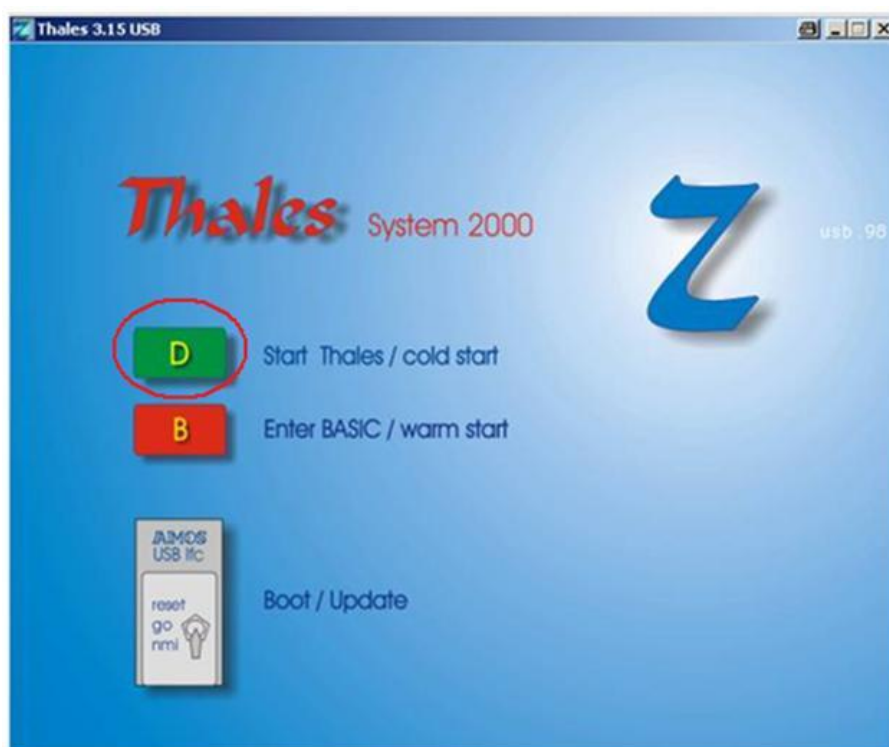 Thales 3.15 USB
Thales System 2000
usb :98
D Start Thales / cold start
B Enter BASIC / warm start
AMOS
USB Ifc
reset
go
nmi
Boot / Update